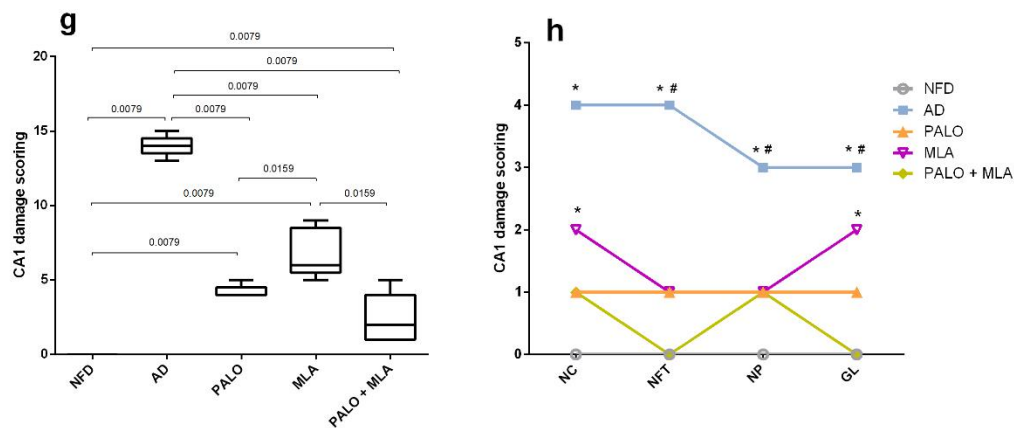 g
0.0079
0.0079
0.0079
0.0079 0.0079
0.0159
0.0079 0.0159
0.0079
CA1 damage scoring
20
15
10
5
0
NFD AD PALO MLA PALO + MLA
h
CA1 damage scoring
5
4
3
2
1
0
* * #
* # * #
* *
NC NFT NP GL
NFD
AD
PALO
MLA
PALO + MLA